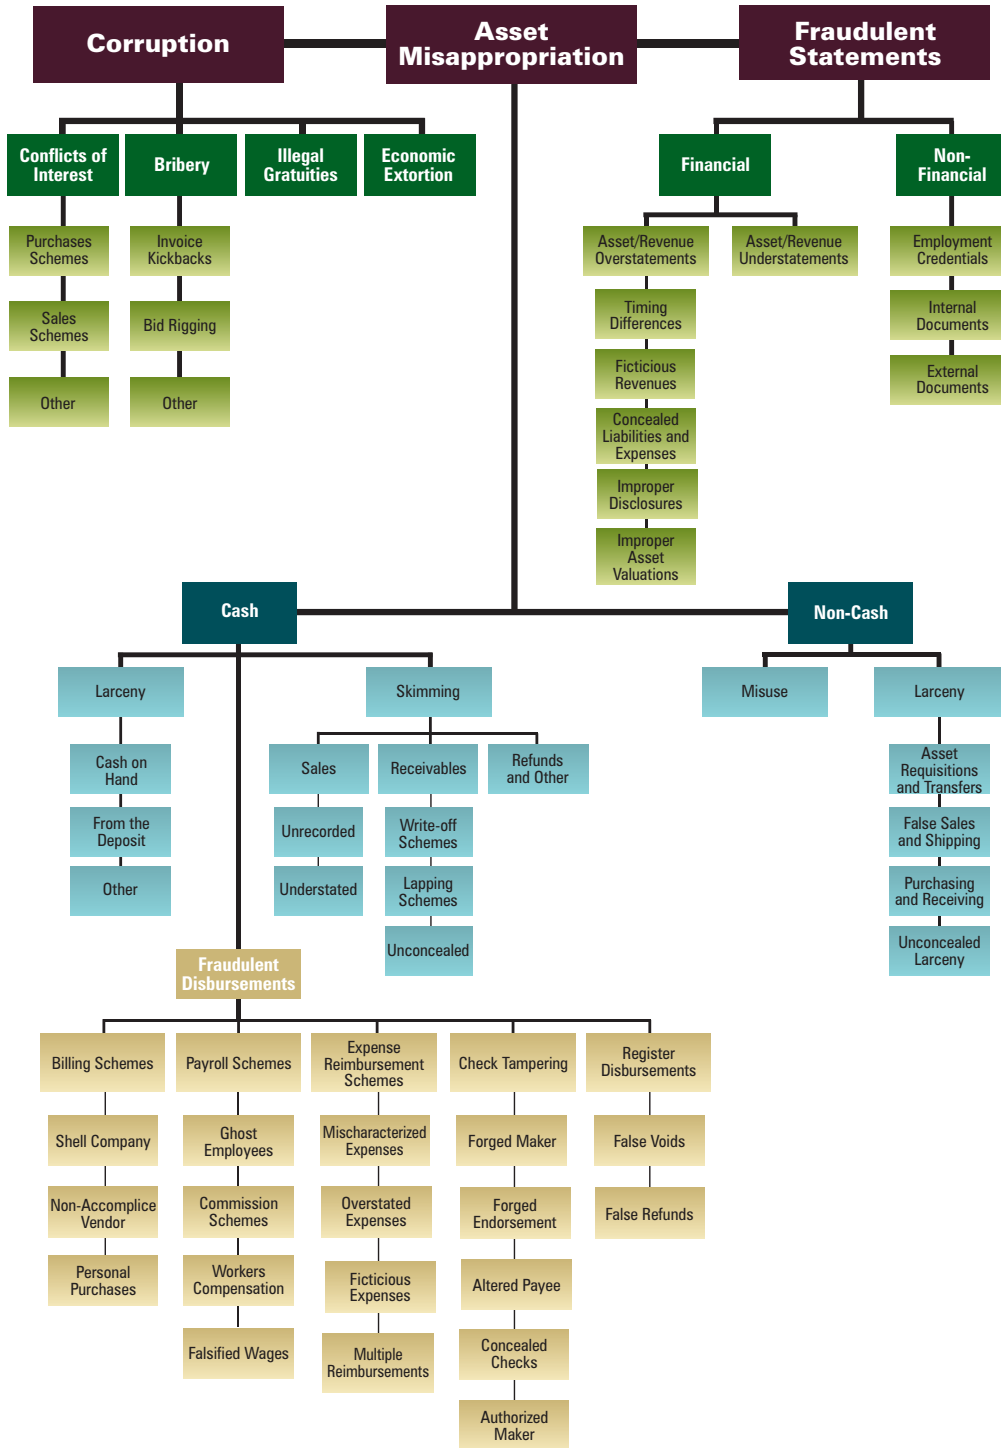 Corruption
Asset
Misappropriation
Fraudulent
Statements
Conflicts of
Interest
Bribery
Illegal
Gratuities
Economic
Extortion
Financial
Non-
Financial
Purchases
Schemes
Sales
Schemes
Other
Invoice
Kickbacks
Bid Rigging
Other
Asset/Revenue
Overstatements
Asset/Revenue
Understatements
Timing
Differences
Ficticious
Revenues
Concealed
Liabilities and
Expenses
Improper
Disclosures
Improper
Asset
Valuations
Employment
Credentials
Internal
Documents
External
Documents
Cash
Non-Cash
Larceny
Cash on
Hand
From the
Deposit
Other
Skimming
Sales
Unrecorded
Understated
Receivables
Write-off
Schemes
Lapping
Schemes
Unconcealed
Refunds
and Other
Misuse
Larceny
Asset
Requisitions
and Transfers
False Sales
and Shipping
Purchasing
and Receiving
Unconcealed
Larceny
Fraudulent
Disbursements
Billing Schemes
Shell Company
Non-Accomplice
Vendor
Personal
Purchases
Payroll Schemes
Ghost
Employees
Commission
Schemes
Workers
Compensation
Falsified Wages
Expense
Reimbursement
Schemes
Mischaracterized
Expenses
Overstated
Expenses
Ficticious
Expenses
Multiple
Reimbursements
Check Tampering
Forged Maker
Forged
Endorsement
Altered Payee
Concealed
Checks
Authorized
Maker
Register
Disbursements
False Voids
False Refunds